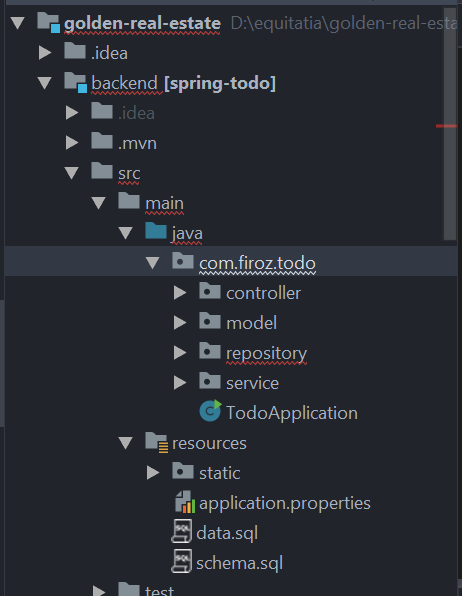 golden-real-estate D:\equitatia\golden-real-esta
.idea
backend [spring-todo]
.idea
.mvn
src
main
java
com.firoz.todo
controller
model
repository
service
TodoApplication
resources
static
application.properties
data.sql
schema.sql
test